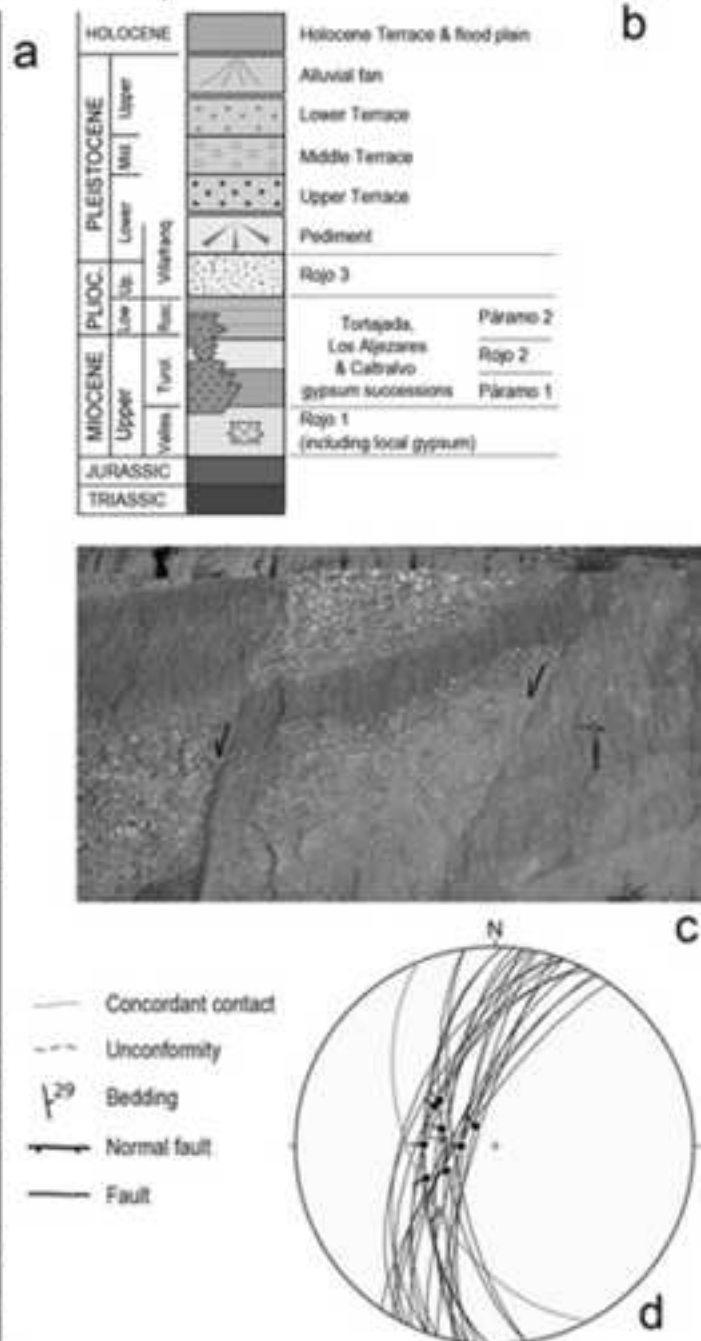 a
b
HOLOCENE
Holocene Terrace & flood plain
PLEISTOCENE
Upper
Alluvial fan
Lower Terrace
Mid.
Middle Terrace
Lower
Upper Terrace
Pediment
PLIOC.
Up.
Villafranq.
Rojo 3
Low
Rusc.
Tortajada,
Los Aljezares
& Caltralvo
gypsum successions
Páramo 2
Rojo 2
Páramo 1
MIOCENE
Upper
Turol.
Valles.
Rojo 1
(including local gypsum)
JURASSIC
TRIASSIC
c
N
Concordant contact
Unconformity
29
Bedding
Normal fault
Fault
d